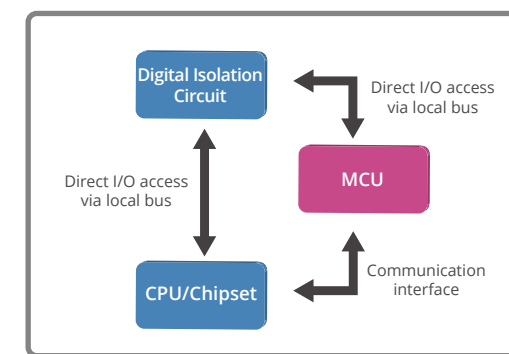 Digital Isolation
Circuit
Direct I/O access
via local bus
MCU
Direct I/O access
via local bus
CPU/Chipset
Communication
interface